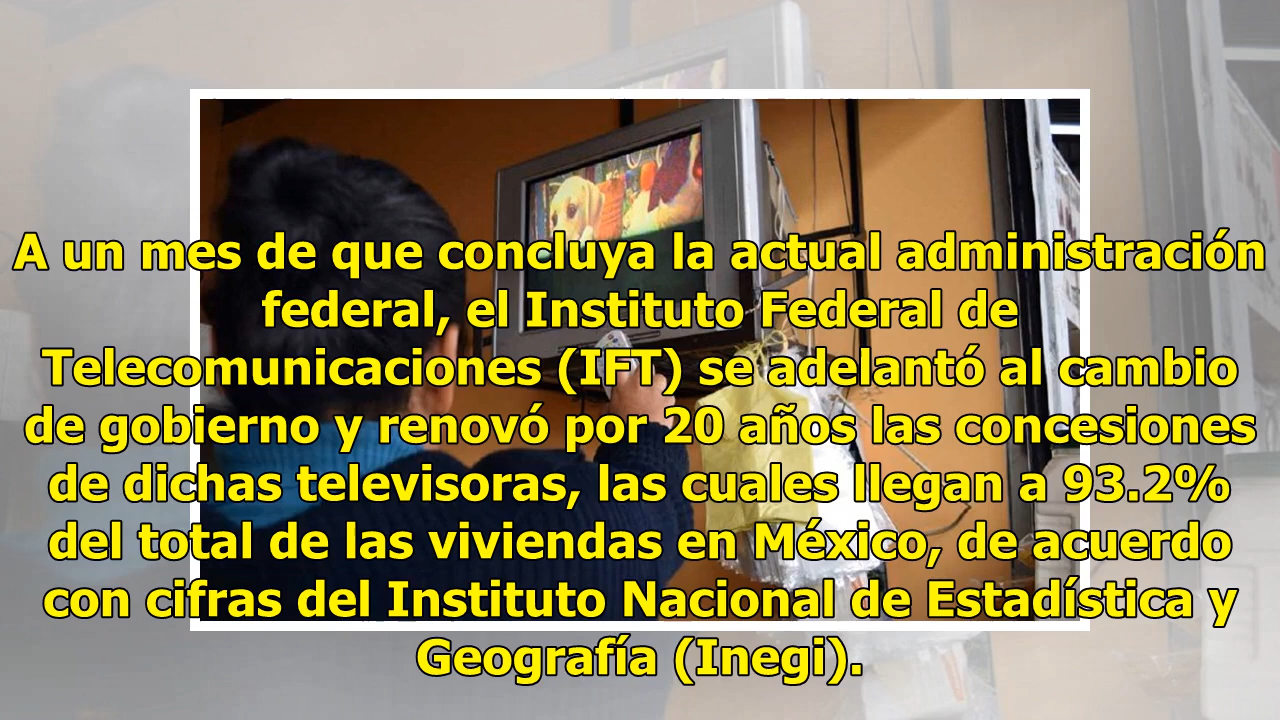 A un mes de que concluya la actual administración
federal, el Instituto Federal de
Telecomunicaciones (IFT) se adelantó al cambio
de gobierno y renovó por 20 años las concesiones
de dichas televisoras, las cuales llegan a 93.2%
del total de las viviendas en México, de acuerdo
con cifras del Instituto Nacional de Estadística y
Geografía (Inegi).